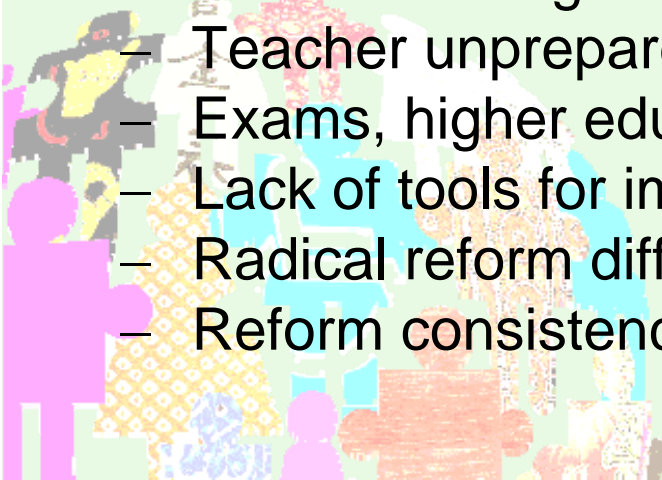 – Teacher unprepar
– Exams, higher edu
– Lack of tools for in
– Radical reform diff
– Reform consistenc